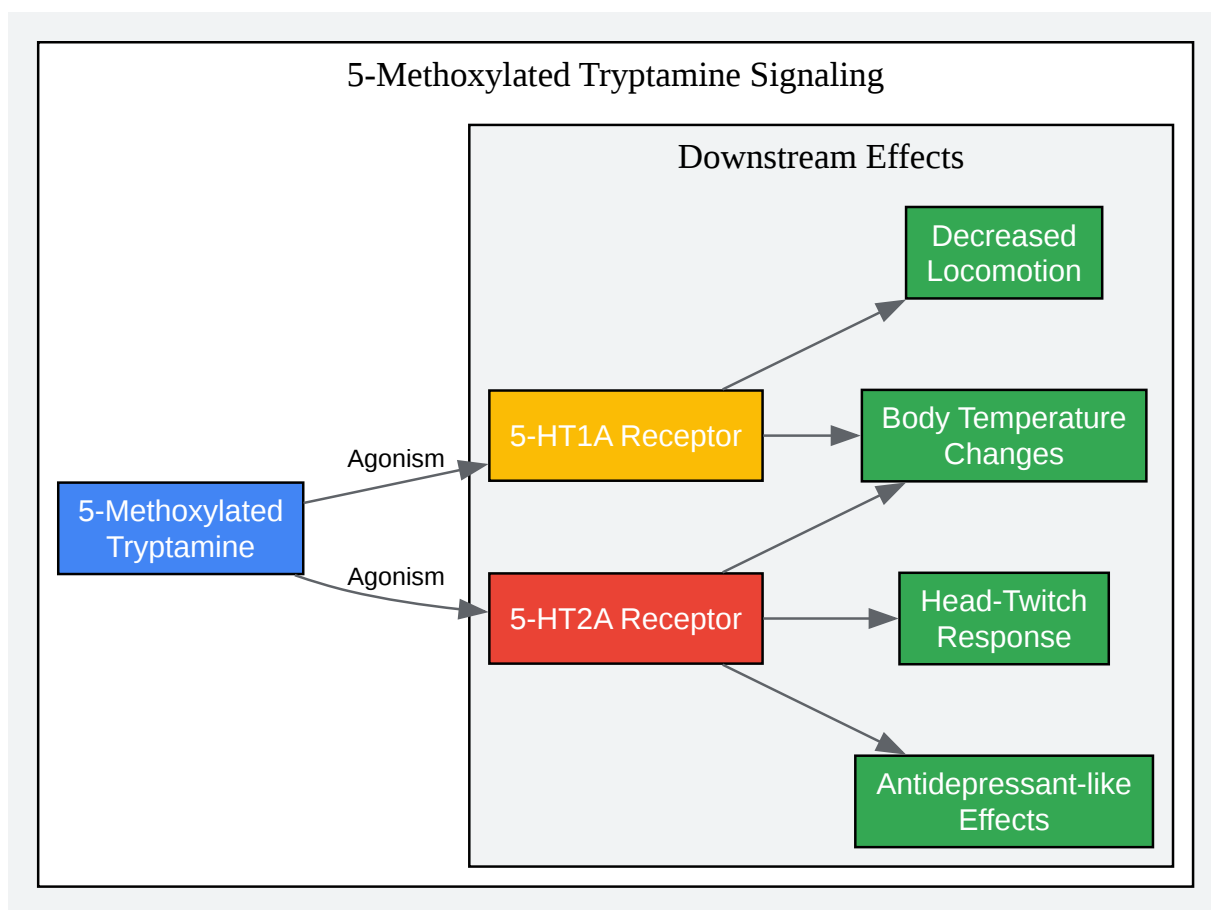 5-Methoxylated Tryptamine Signaling
Downstream Effects
Decreased
Locomotion
5-HT1A Receptor
Body Temperature
Changes
Agonism
5-Methoxylated
Tryptamine
Agonism
5-HT2A Receptor
Head-Twitch
Response
Antidepressant-like
Effects